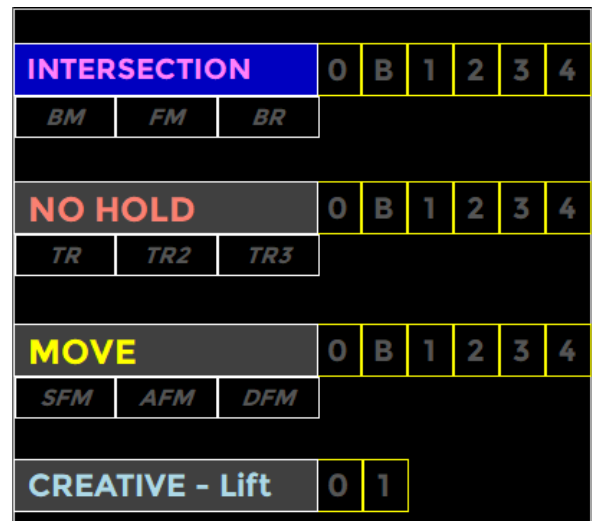 INTERSECTION 0 B 1 2 3 4
BM FM BR
NO HOLD 0 B 1 2 3 4
TR TR2 TR3
MOVE 0 B 1 2 3 4
SFM AFM DFM
CREATIVE - Lift 0 1